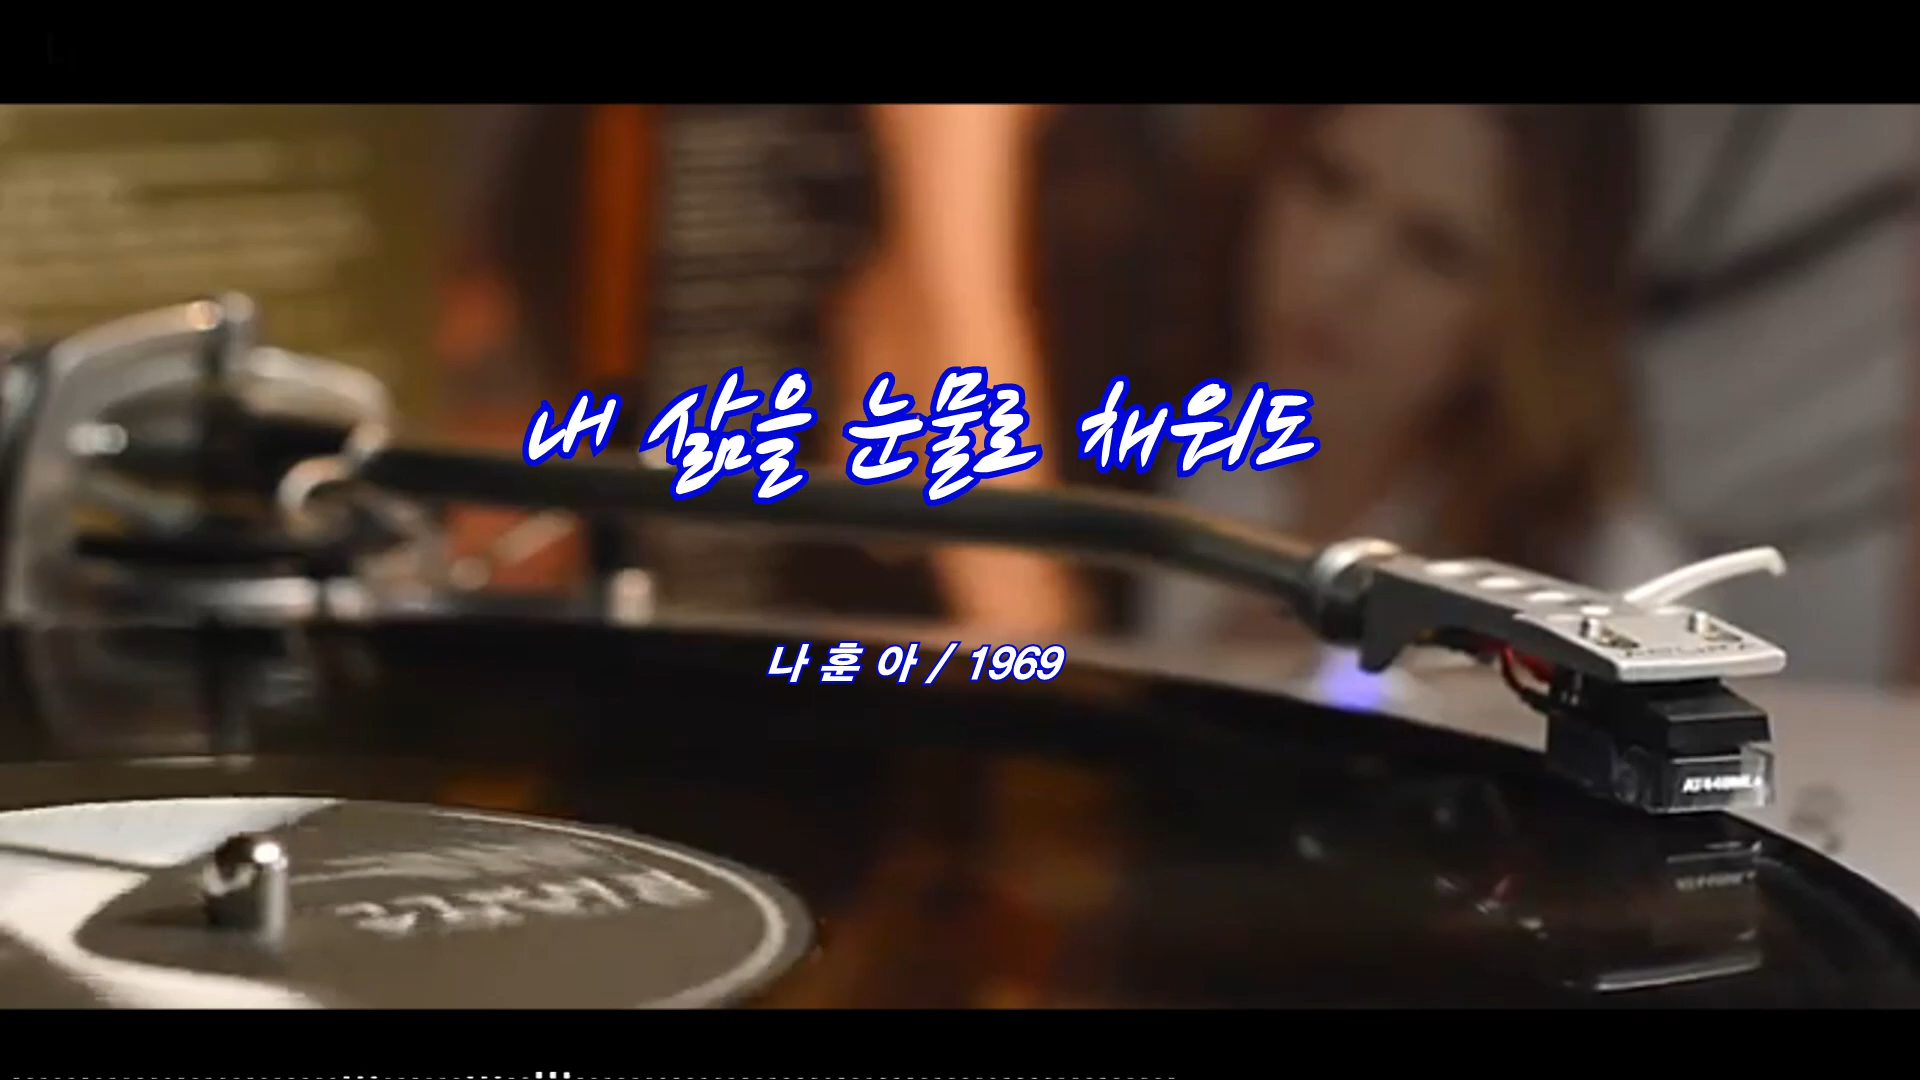 내 삶을 눈물로 채워도
나 훈 아 / 1969